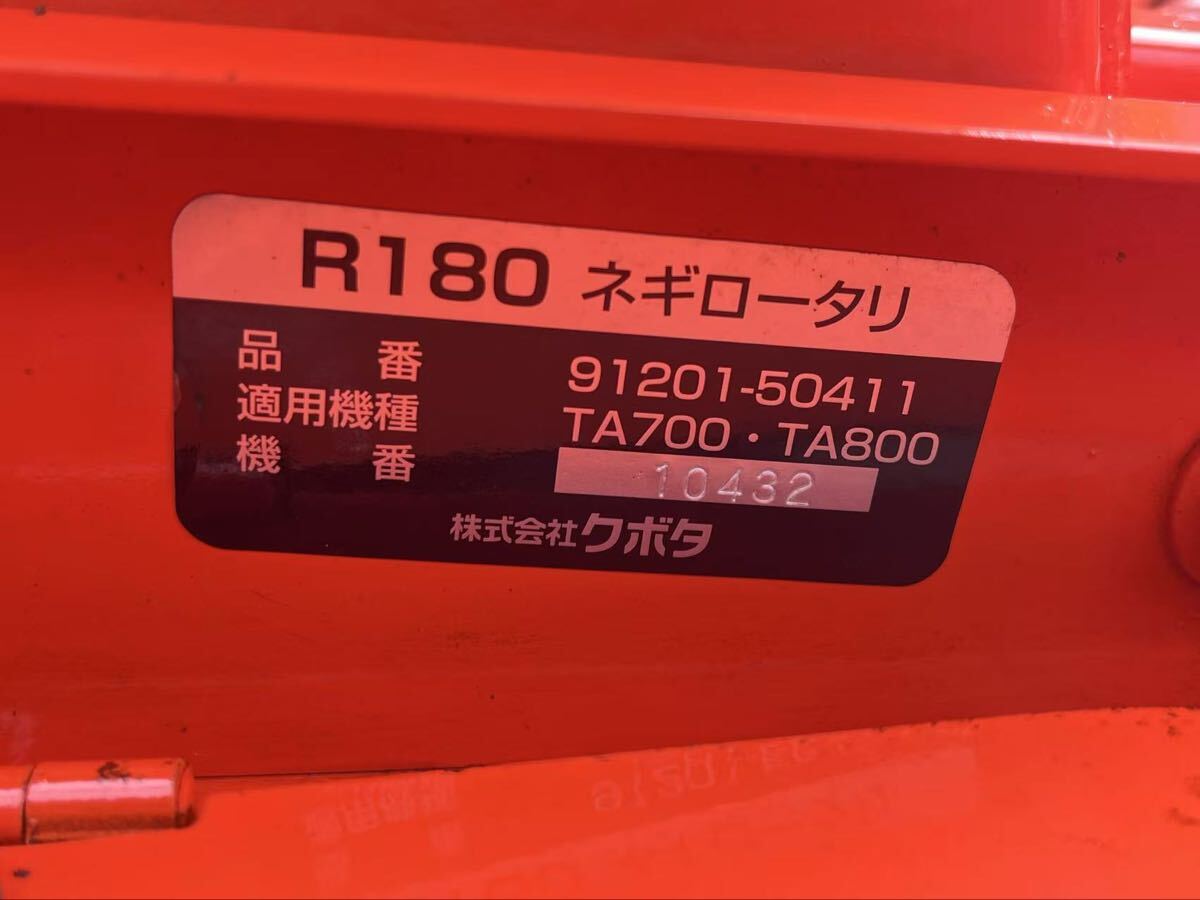 R180 ネギロータリ
品番 91201-50411
適用機種 TA700・TA800
機番 10432
株式会社クボタ